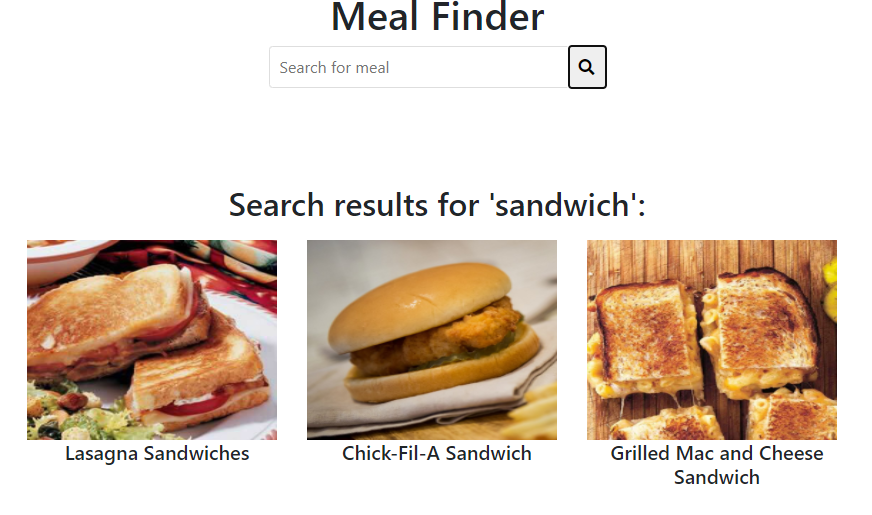 Meal Finder
Search for meal
Search results for 'sandwich':
Lasagna Sandwiches
Chick-Fil-A Sandwich
Grilled Mac and Cheese
Sandwich